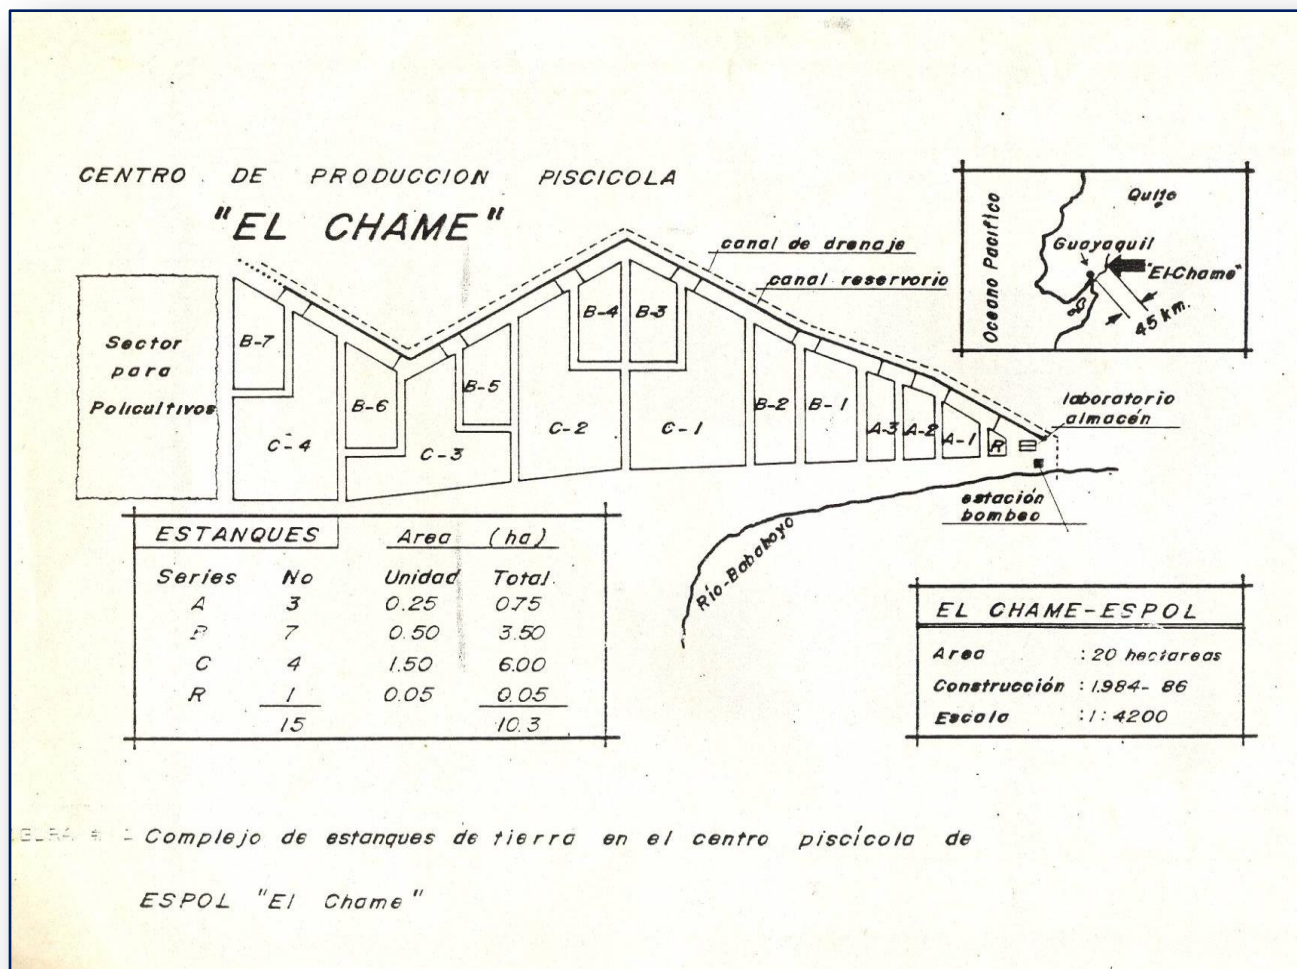 CENTRO DE PRODUCCION PISCICOLA
"EL CHAME"
canal de drenaje
canal reservorio
Oceano Pacífico
Quito
Guayaquil
"El-Chame"
45 km.
Sector
para
Policultivos
B-7
C-4
B-6
C-3
B-5
B-4
C-2
B-3
C-1
B-2
B-1
A-3
A-2
A-1
R
laboratorio
almacén
estación
bombeo
Río-Babahoyo
ESTANQUES Area (ha)
Series No Unidad Total
A 3 0.25 0.75
B 7 0.50 3.50
C 4 1.50 6.00
R 1 0.05 0.05
15 10.3
EL CHAME-ESPOL
Area : 20 hectareas
Construcción : 1.984- 86
Escala : 1: 4200
Complejo de estanques de tierra en el centro piscícola de
ESPOL "El Chame"